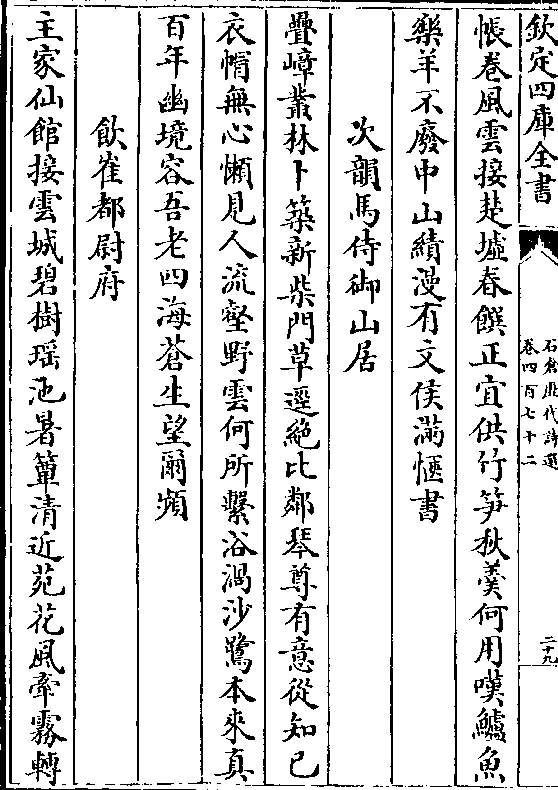 欽定四庫全書
石倉歷代詩選
卷四百七十二
二十九
帳卷風雲接楚墟春饌正宜供竹笋秋羮何用嘆鱸魚
樂羊不廢中山績漫有文侯滿愜書
次韻馬侍御山居
疊嶂叢林卜築新柴門草逕絶比鄰琴尊有意從知已
衣幘無心懶見人流壑野雲何所繫浴渦沙鷺本來真
百年幽境容吾老四海蒼生望爾頻
飲崔都尉府
主家仙館接雲城碧樹瑶池暑簟清近苑花風牽霧轉